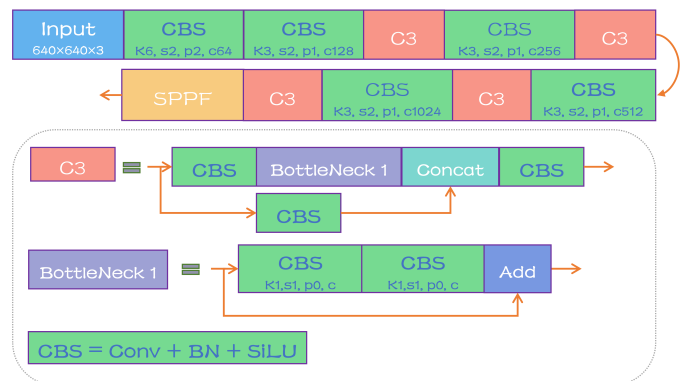 Input
640×640×3
CBS
K6, s2, p2, c64
CBS
K3, s2, p1, c128
C3
CBS
K3, s2, p1, c256
C3
SPPF
C3
CBS
K3, s2, p1, c1024
C3
CBS
K3, s2, p1, c512
C3
=
CBS
BottleNeck 1
Concat
CBS
CBS
BottleNeck 1
=
CBS
K1,s1, p0, c
CBS
K1,s1, p0, c
Add
CBS = Conv + BN + SiLU